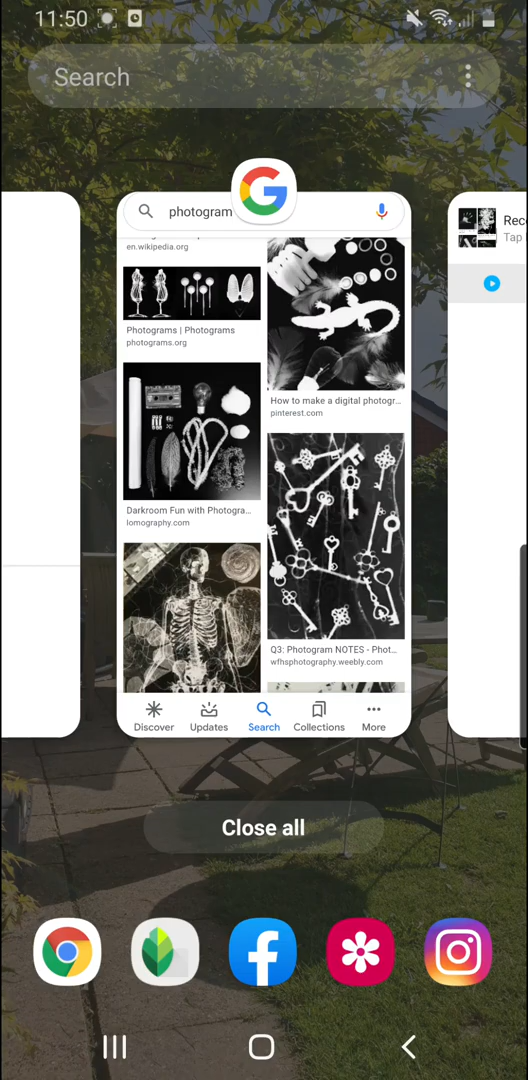 11:50
Search
photogram
en.wikipedia.org
Photograms | Photograms
photograms.org
How to make a digital photogr...
pinterest.com
Darkroom Fun with Photogra...
lomography.com
Q3: Photogram NOTES - Phot...
wfhsphotography.weebly.com
Rec
Tap
Discover
Updates
Search
Collections
More
Close all